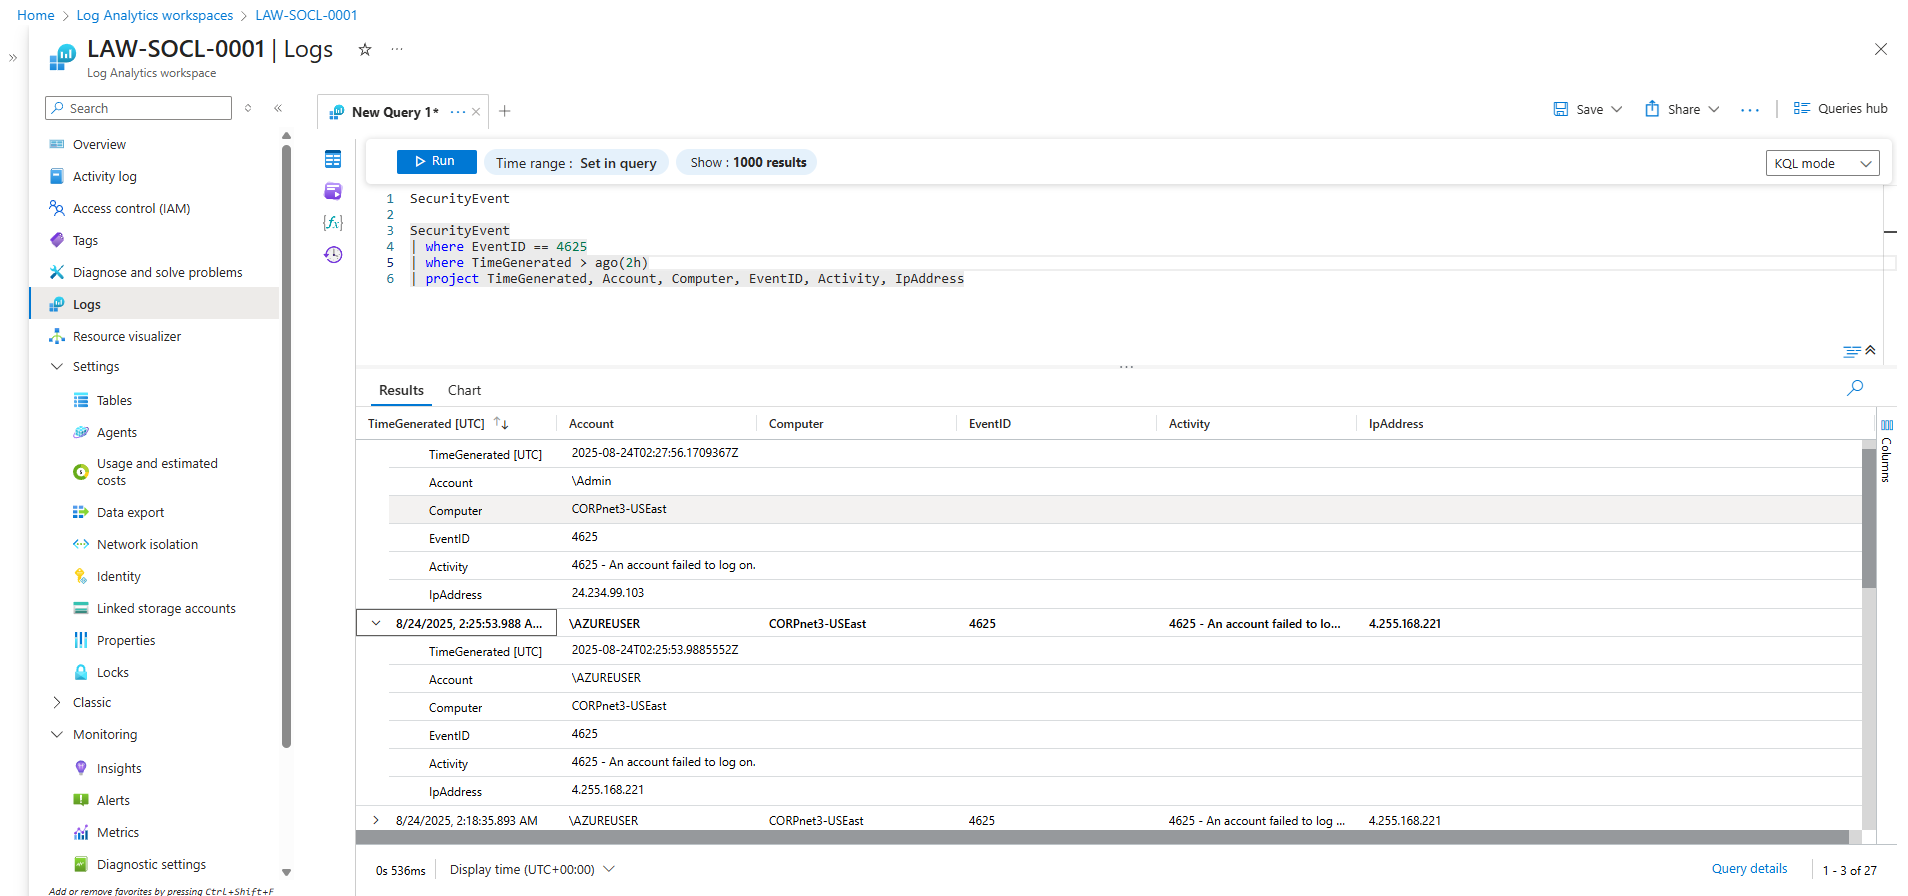 Home > Log Analytics workspaces > LAW-SOCL-0001
LAW-SOCL-0001 | Logs
Log Analytics workspace
Search
Overview
Activity log
Access control (IAM)
Tags
Diagnose and solve problems
Logs
Resource visualizer
Settings
Tables
Agents
Usage and estimated
costs
Data export
Network isolation
Identity
Linked storage accounts
Properties
Locks
Classic
Monitoring
Insights
Alerts
Metrics
Diagnostic settings
Add or remove favorites by pressing Ctrl+Shift+F
New Query 1*
Save
Share
Queries hub
Run
Time range : Set in query
Show : 1000 results
KQL mode
1 SecurityEvent
2
3 SecurityEvent
4 | where EventID == 4625
5 | where TimeGenerated > ago(2h)
6 | project TimeGenerated, Account, Computer, EventID, Activity, IpAddress
Results Chart
TimeGenerated [UTC] Account Computer EventID Activity IpAddress
Columns
TimeGenerated [UTC] 2025-08-24T02:27:56.1709367Z
Account \Admin
Computer CORPnet3-USEast
EventID 4625
Activity 4625 - An account failed to log on.
IpAddress 24.234.99.103
8/24/2025, 2:25:53.988 A... \AZUREUSER CORPnet3-USEast 4625 4625 - An account failed to lo... 4.255.168.221
TimeGenerated [UTC] 2025-08-24T02:25:53.9885552Z
Account \AZUREUSER
Computer CORPnet3-USEast
EventID 4625
Activity 4625 - An account failed to log on.
IpAddress 4.255.168.221
8/24/2025, 2:18:35.893 AM \AZUREUSER CORPnet3-USEast 4625 4625 - An account failed to log ... 4.255.168.221
0s 536ms Display time (UTC+00:00) Query details 1 - 3 of 27